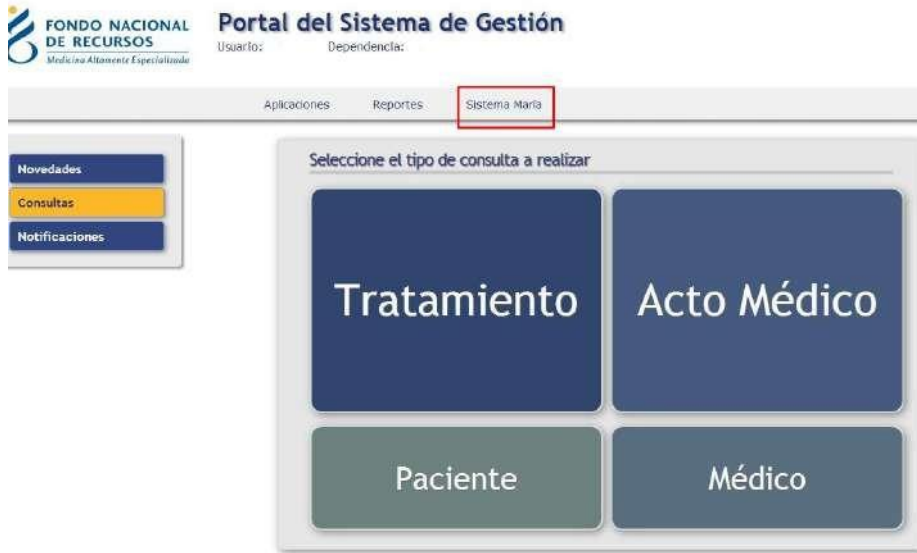 FONDO NACIONAL
DE RECURSOS
Medicina Altamente Especializada
Portal del Sistema de Gestión
Usuario: Dependencia:
Aplicaciones Reportes Sistema María
Novedades
Consultas
Notificaciones
Seleccione el tipo de consulta a realizar
Tratamiento Acto Médico
Paciente Médico